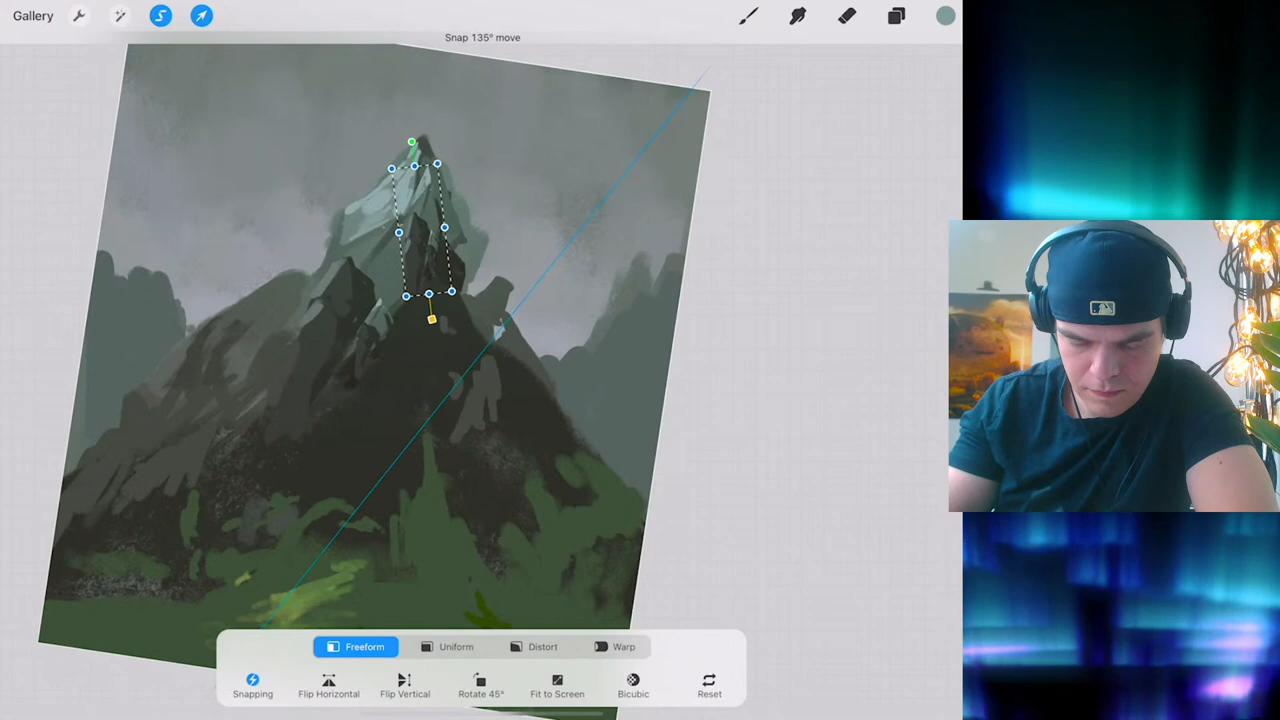 Gallery
Snap 135º move
Freeform Uniform Distort Warp
Snapping Flip Horizontal Flip Vertical Rotate 45° Fit to Screen Bicubic Reset